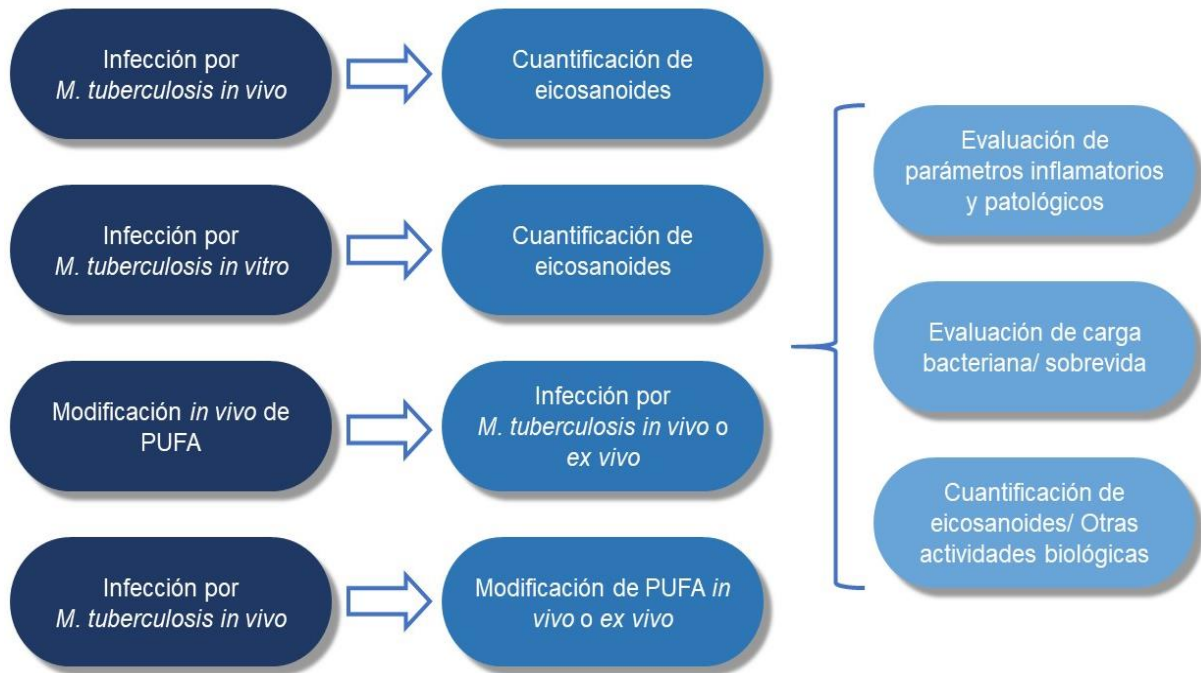 Infección por
M. tuberculosis in vivo
Cuantificación de
eicosanoides
Infección por
M. tuberculosis in vitro
Cuantificación de
eicosanoides
Modificación in vivo de
PUFA
Infección por
M. tuberculosis in vivo o
ex vivo
Infección por
M. tuberculosis in vivo
Modificación de PUFA in
vivo o ex vivo
Evaluación de
parámetros inflamatorios
y patológicos
Evaluación de carga
bacteriana/ sobrevida
Cuantificación de
eicosanoides/ Otras
actividades biológicas